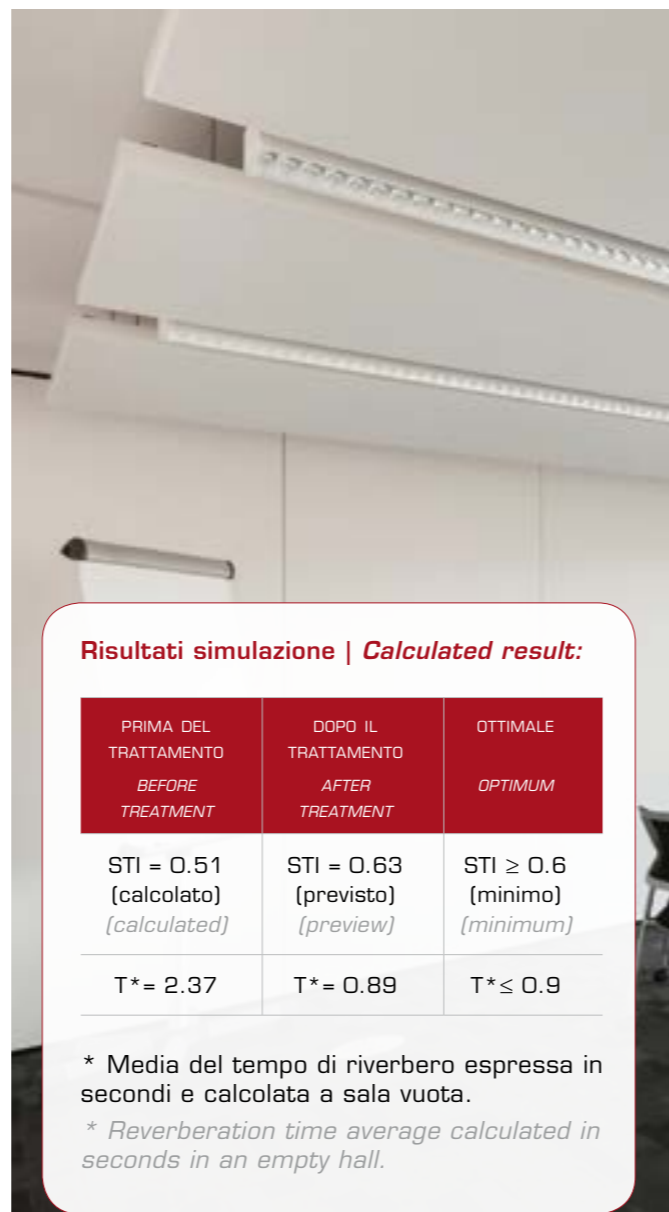 Risultati simulazione | Calculated result:
PRIMA DEL
TRATTAMENTO
BEFORE
TREATMENT
DOPO IL
TRATTAMENTO
AFTER
TREATMENT
OTTIMALE
OPTIMUM
STI = 0.51
(calcolato)
(calculated)
STI = 0.63
(previsto)
(preview)
STI ≥ 0.6
(minimo)
(minimum)
T*= 2.37
T*= 0.89
T*≤ 0.9
* Media del tempo di riverbero espressa in
secondi e calcolata a sala vuota.
* Reverberation time average calculated in
seconds in an empty hall.